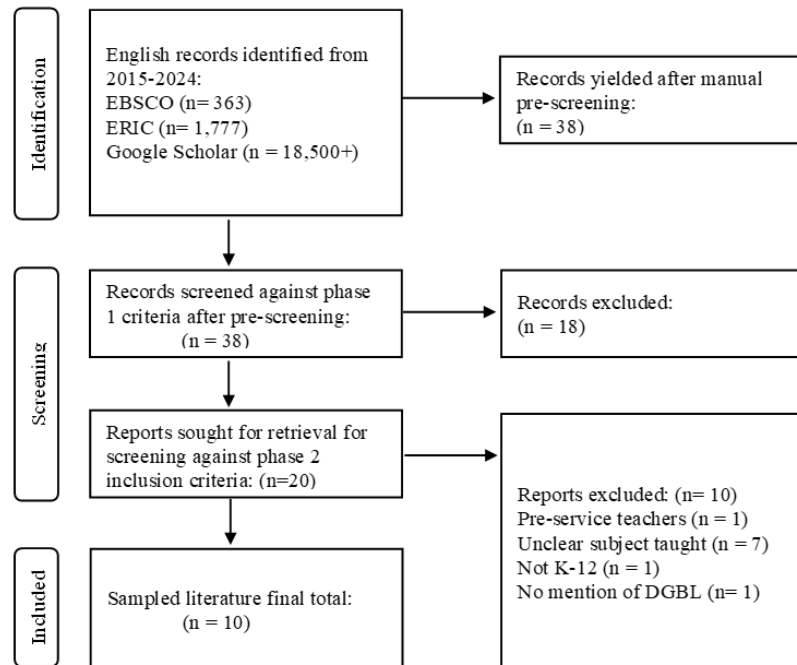 Identification
English records identified from
2015-2024:
EBSCO (n= 363)
ERIC (n= 1,777)
Google Scholar (n = 18,500+)
Records yielded after manual
pre-screening:
(n = 38)
Screening
Records screened against phase
1 criteria after pre-screening:
(n = 38)
Records excluded:
(n = 18)
Reports sought for retrieval for
screening against phase 2
inclusion criteria: (n=20)
Reports excluded: (n= 10)
Pre-service teachers (n = 1)
Unclear subject taught (n = 7)
Not K-12 (n = 1)
No mention of DGBL (n= 1)
Included
Sampled literature final total:
(n = 10)